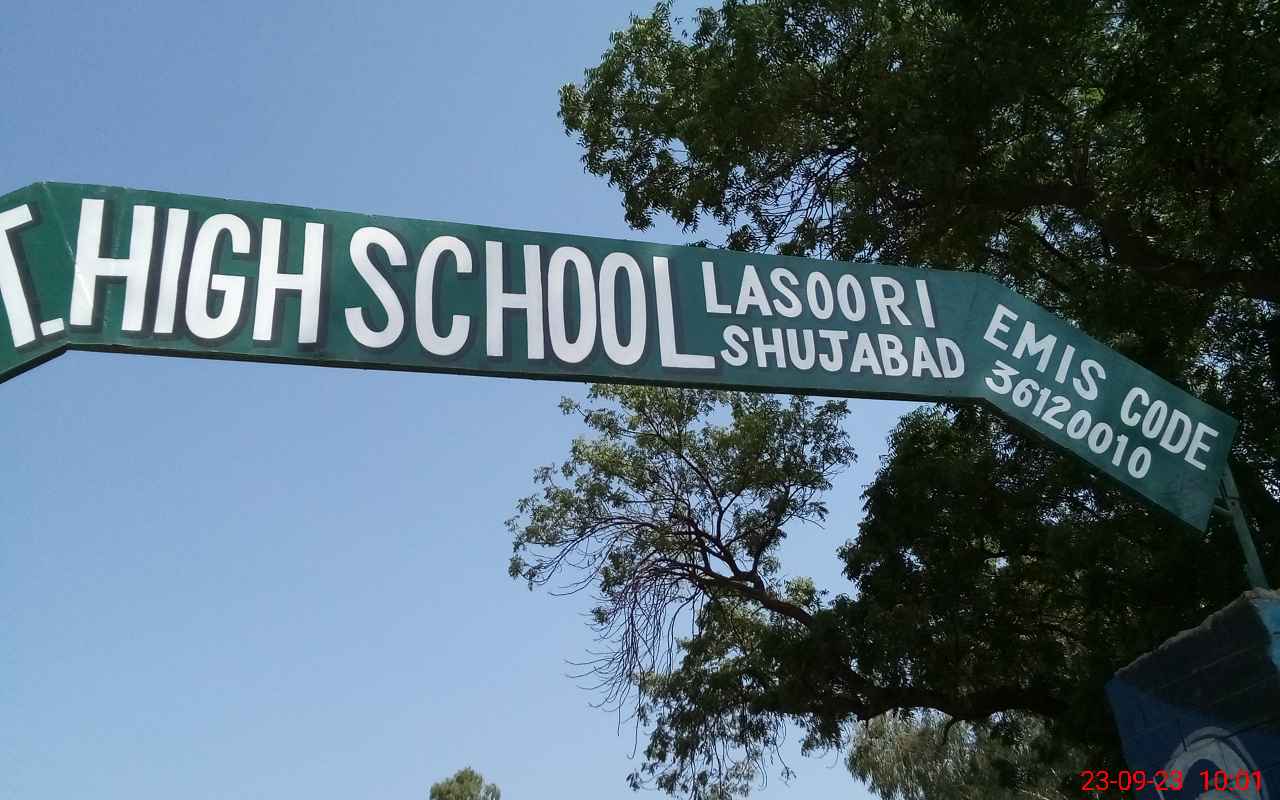 T. HIGH SCHOOL LASOORI
SHUJABAD
EMIS CODE
36120010
23-09-23 10:01